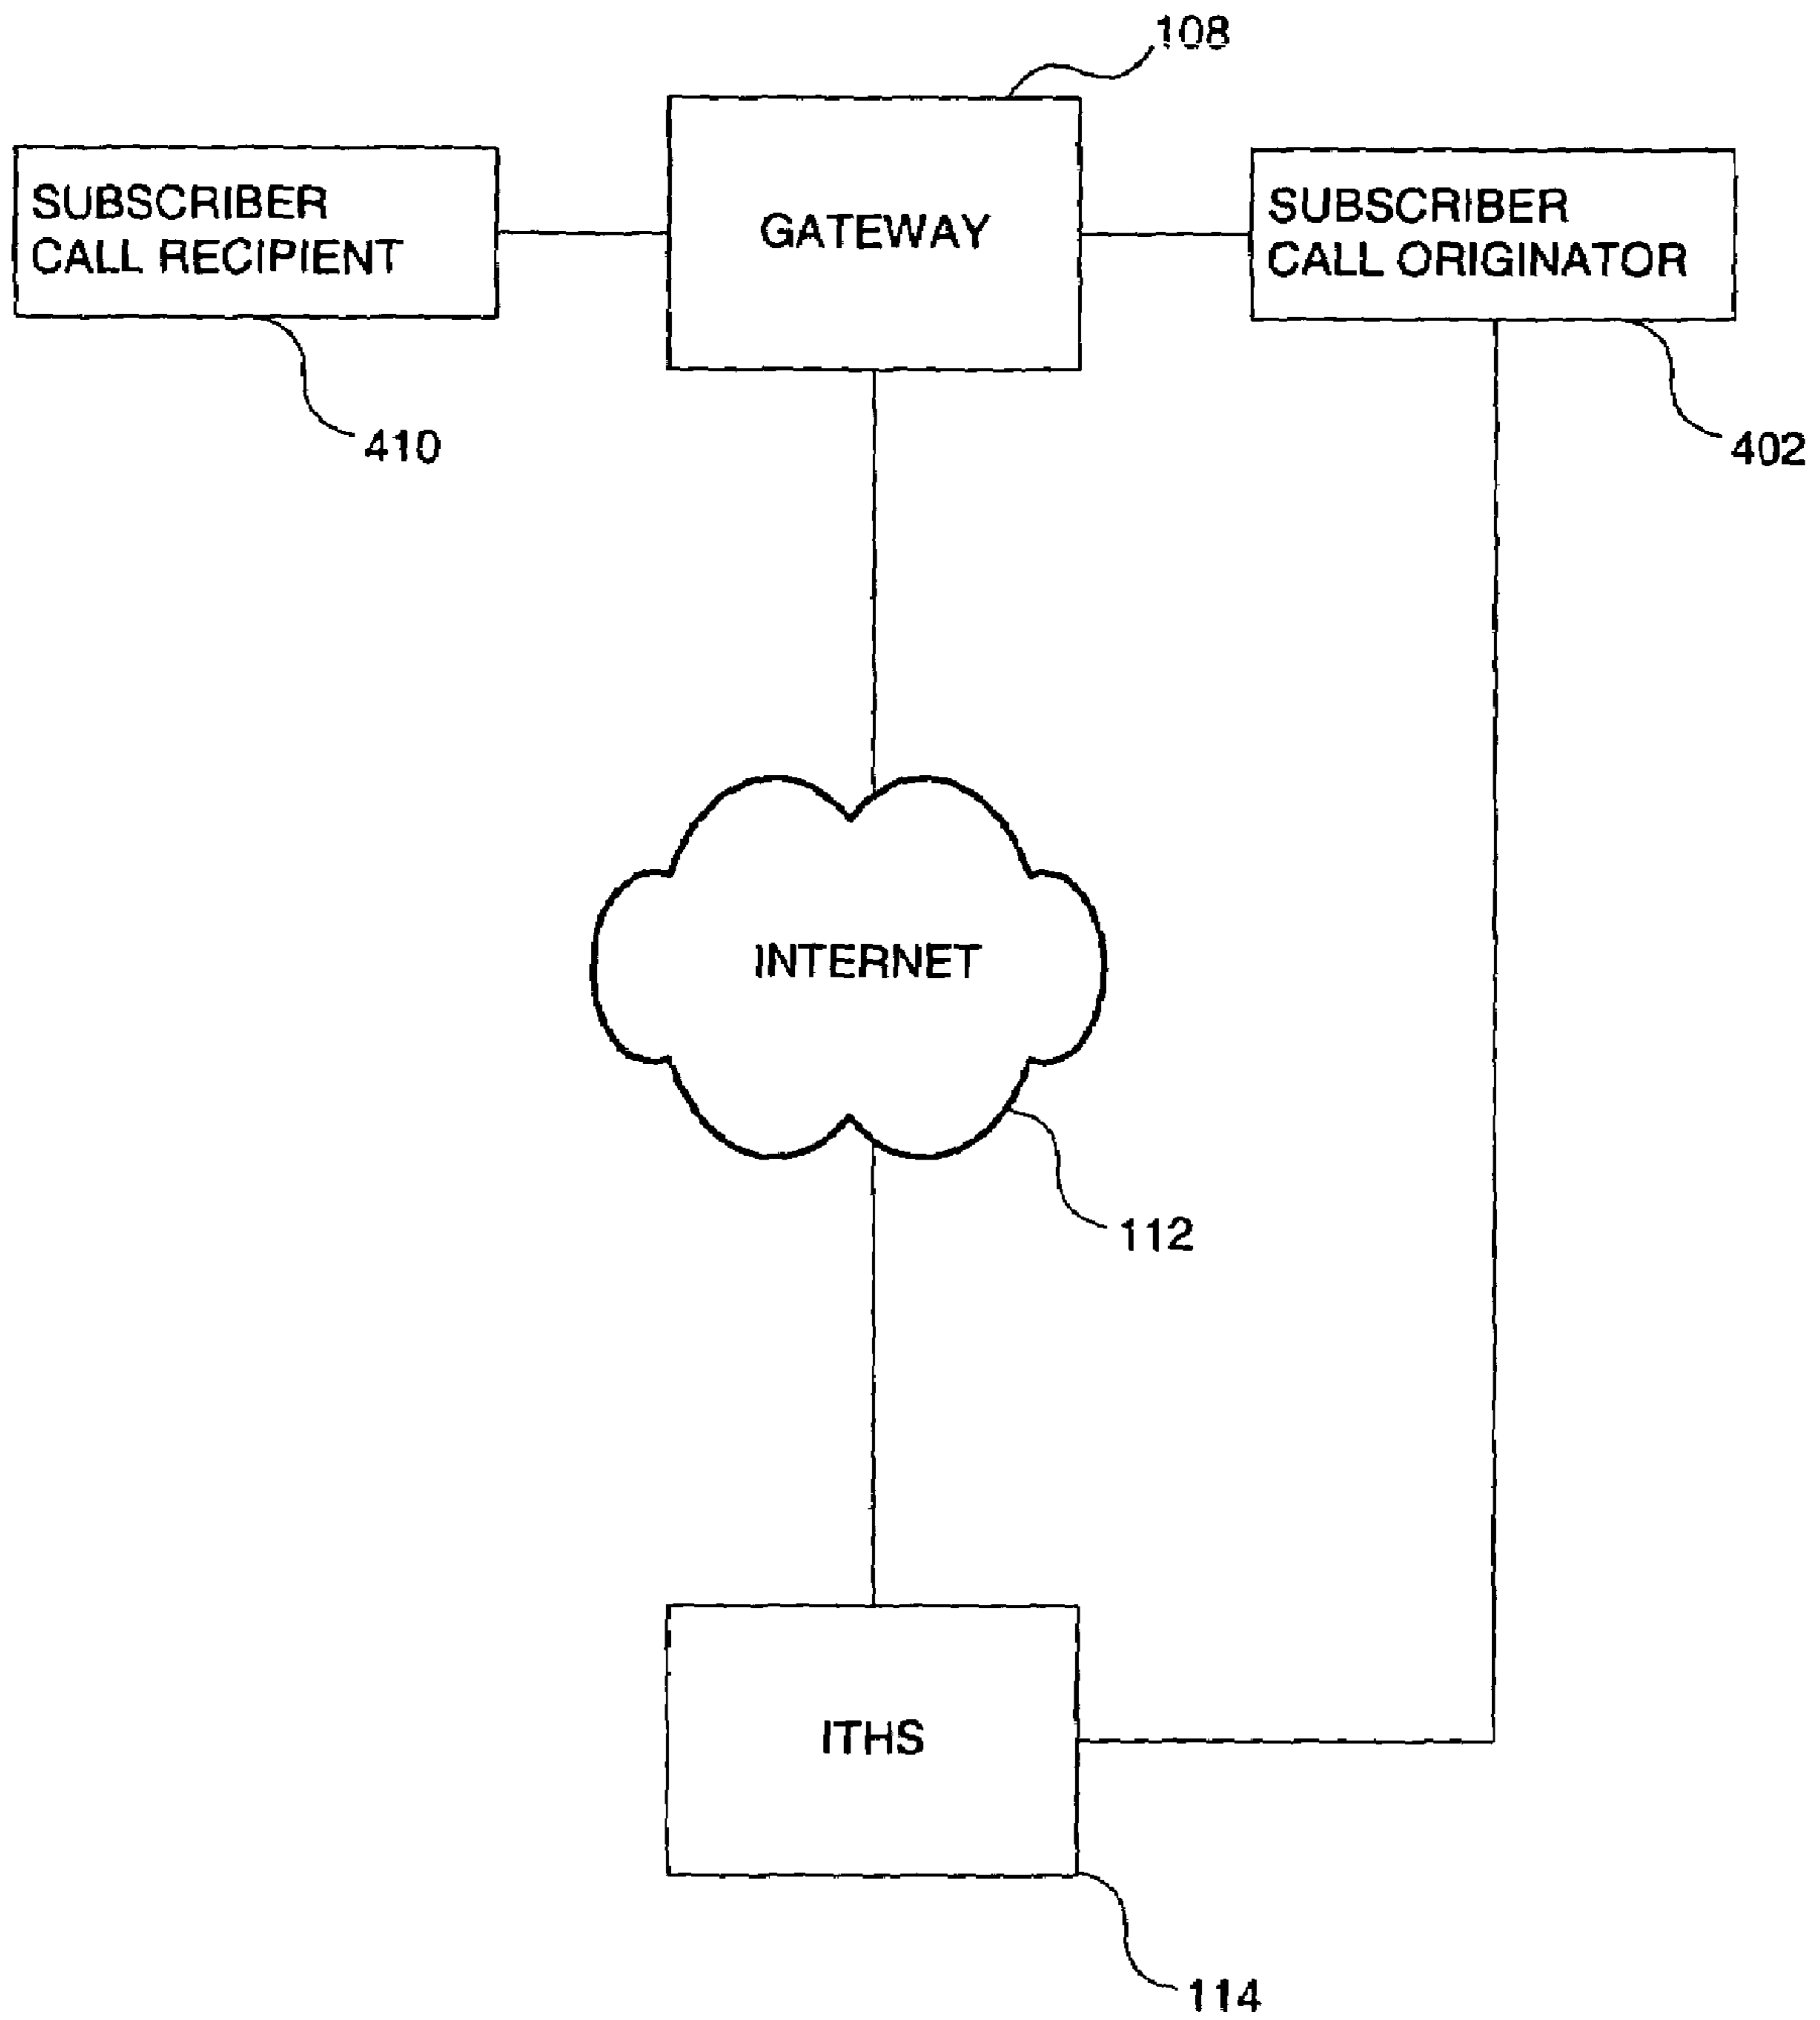 108
SUBSCRIBER
CALL RECIPIENT
GATEWAY
SUBSCRIBER
CALL ORIGINATOR
410
402
INTERNET
112
ITHS
114